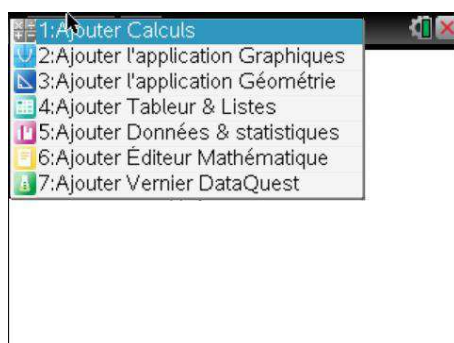 1:Ajouter Calculs
2:Ajouter l'application Graphiques
3:Ajouter l'application Géométrie
4:Ajouter Tableur & Listes
5:Ajouter Données & statistiques
6:Ajouter Éditeur Mathématique
7:Ajouter Vernier DataQuest